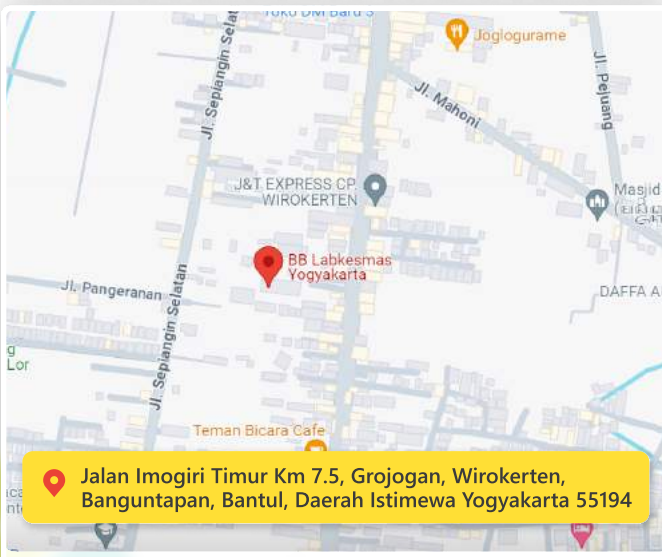 Toko DM Baru 3
Joglogurame
Jl. Sepiangin Selatan
Jl. Pejuang
Jl. Mahoni
J&T EXPRESS CP
WIROKERTEN
Masjid
BB Labkesmas
Yogyakarta
Jl. Pangeranan
Jl. Sepiangin Selatan
DAFFA A
g
Lor
Teman Bicara Cafe
Jalan Imogiri Timur Km 7.5, Grojogan, Wirokerten,
Banguntapan, Bantul, Daerah Istimewa Yogyakarta 55194